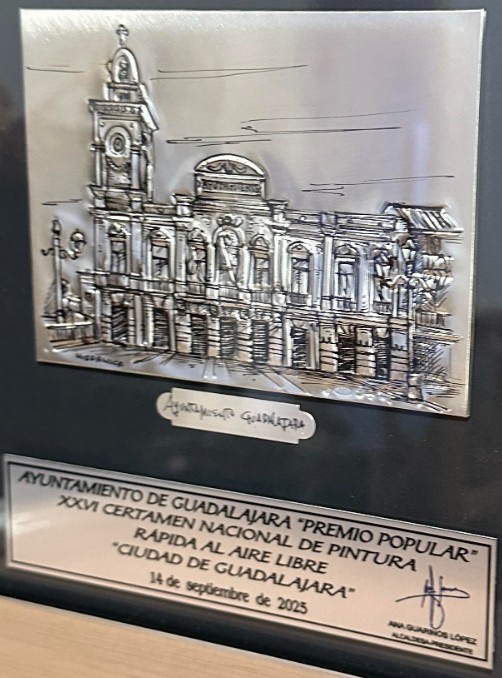 Ayuntamiento Guadalajara
AYUNTAMIENTO DE GUADALAJARA "PREMIO POPULAR"
XXVI CERTAMEN NACIONAL DE PINTURA
RÁPIDA AL AIRE LIBRE
"CIUDAD DE GUADALAJARA"
14 de septiembre de 2025
ANA GUARINOS LÓPEZ
ALCALDESA-PRESIDENTE